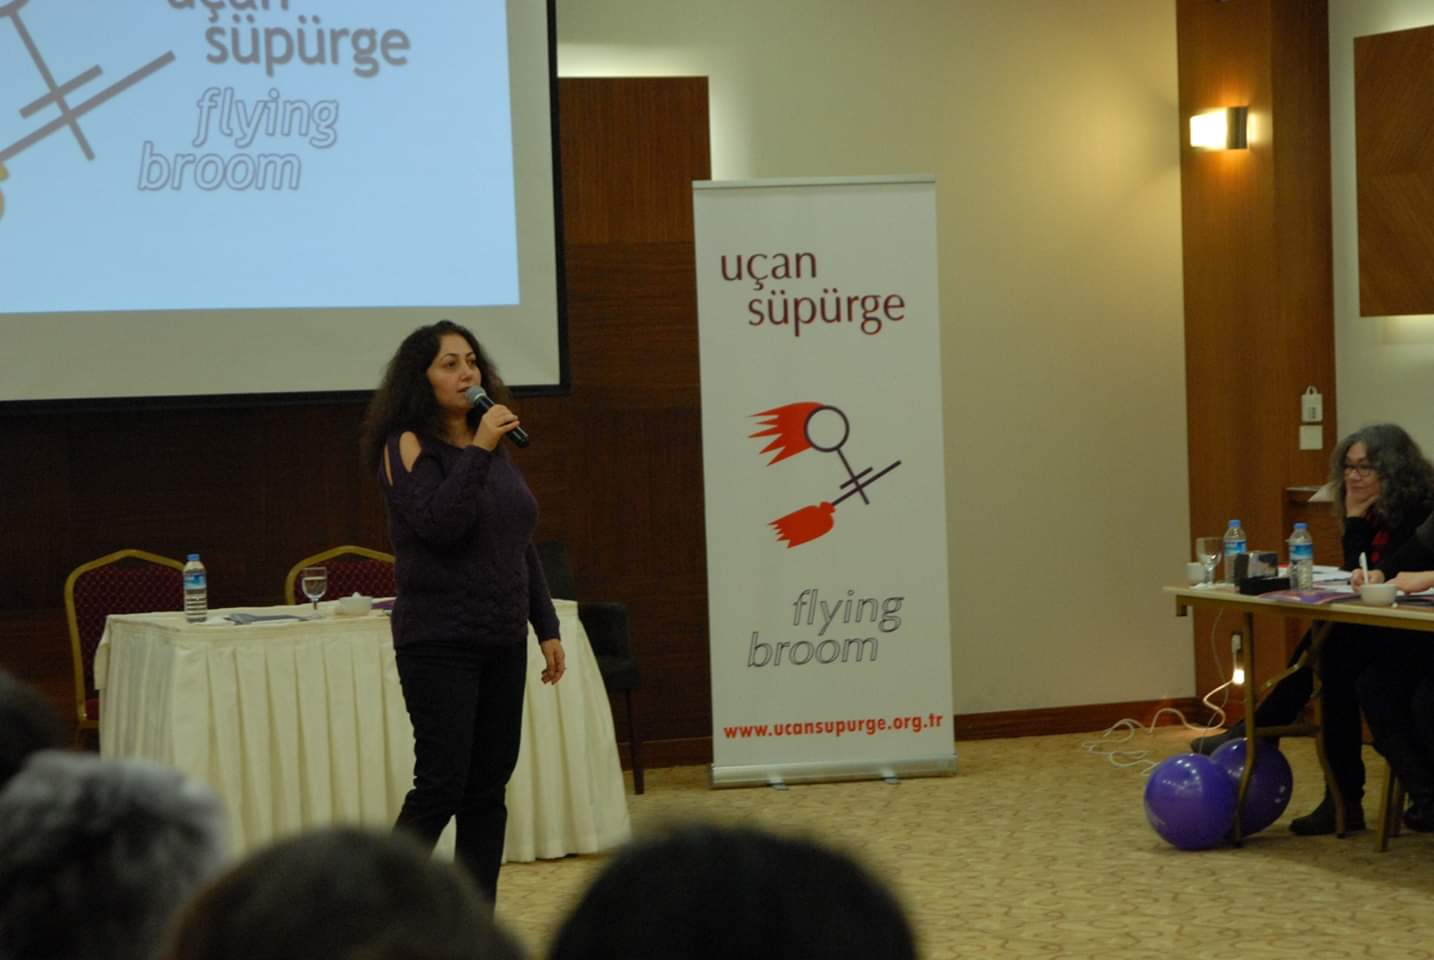 uçan
süpürge
flying
broom
uçan
süpürge
flying
broom
www.ucansupurge.org.tr